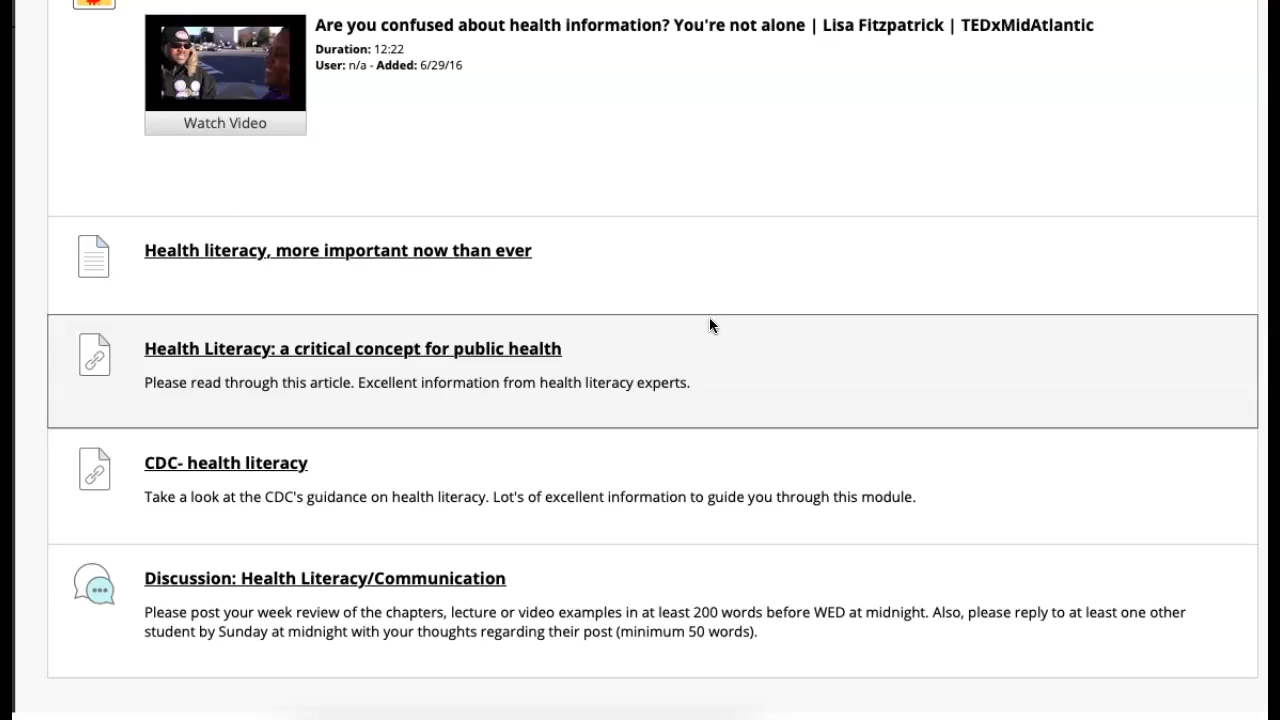 Are you confused about health information? You're not alone | Lisa Fitzpatrick | TEDxMidAtlantic
Duration: 12:22
User: n/a - Added: 6/29/16
Watch Video
Health literacy, more important now than ever
Health Literacy: a critical concept for public health
Please read through this article. Excellent information from health literacy experts.
CDC- health literacy
Take a look at the CDC's guidance on health literacy. Lot's of excellent information to guide you through this module.
Discussion: Health Literacy/Communication
Please post your week review of the chapters, lecture or video examples in at least 200 words before WED at midnight. Also, please reply to at least one other
student by Sunday at midnight with your thoughts regarding their post (minimum 50 words).